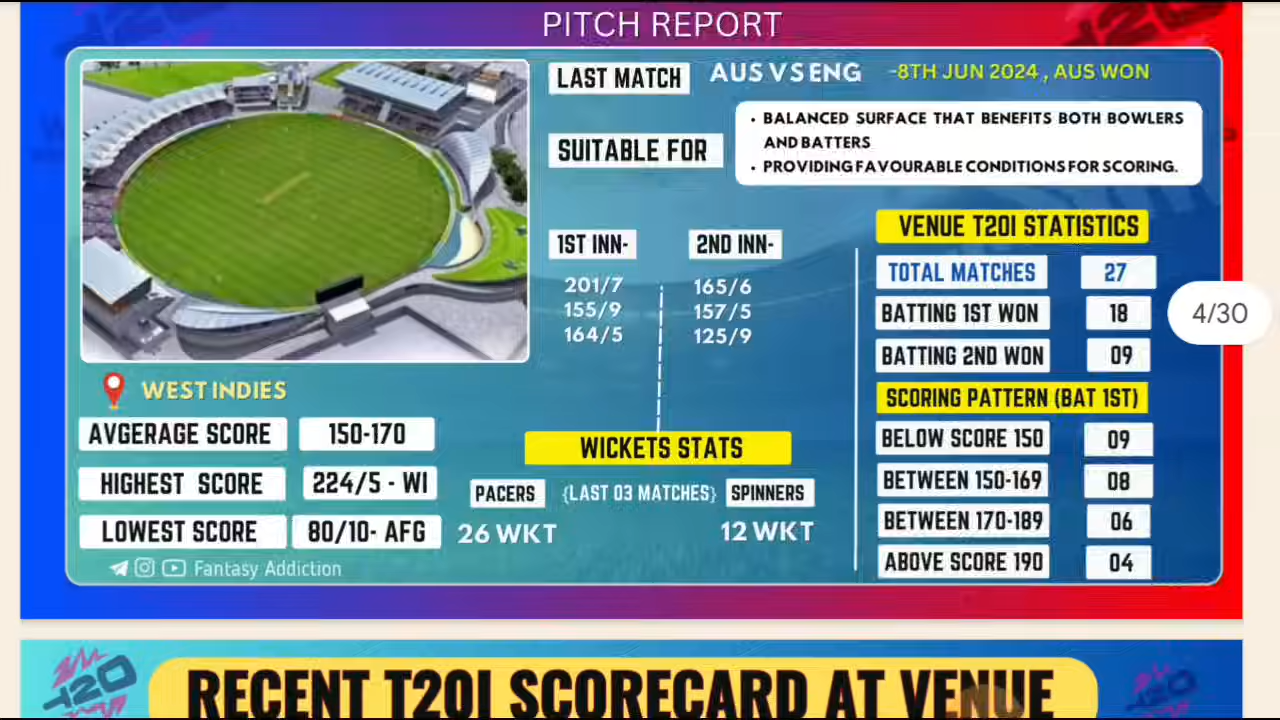 PITCH REPORT
LAST MATCH
AUS VS ENG
-8TH JUN 2024 , AUS WON
SUITABLE FOR
• BALANCED SURFACE THAT BENEFITS BOTH BOWLERS
AND BATTERS
• PROVIDING FAVOURABLE CONDITIONS FOR SCORING.
1ST INN-
2ND INN-
201/7
165/6
155/9
157/5
164/5
125/9
WEST INDIES
AVGERAGE SCORE
150-170
HIGHEST SCORE
224/5 - WI
LOWEST SCORE
80/10- AFG
Fantasy Addiction
WICKETS STATS
PACERS
{LAST 03 MATCHES}
SPINNERS
26 WKT
12 WKT
VENUE T20I STATISTICS
TOTAL MATCHES
27
BATTING 1ST WON
18
BATTING 2ND WON
09
SCORING PATTERN (BAT 1ST)
BELOW SCORE 150
09
BETWEEN 150-169
08
BETWEEN 170-189
06
ABOVE SCORE 190
04
4/30
RECENT T20I SCORECARD AT VENUE